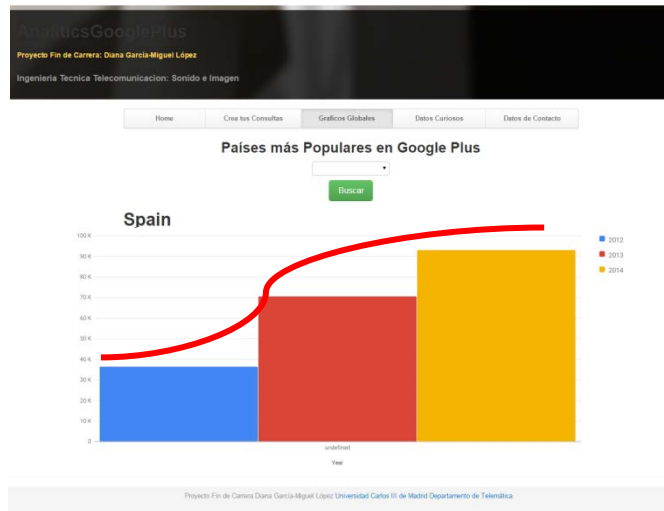 AnaliticsGooglePlus
Proyecto Fin de Carrera: Diana García-Miguel López
Ingenieria Tecnica Telecomunicacion: Sonido e Imagen
Home Crea tus Consultas Graficos Globales Datos Curiosos Datos de Contacto
Países más Populares en Google Plus
Buscar
Spain
100 K
90 K
80 K
70 K
60 K
50 K
40 K
30 K
20 K
10 K
0
2012
2013
2014
undefined
Year
Proyecto Fin de Carrera Diana García-Miguel López Universidad Carlos III de Madrid Departamento de Telemática